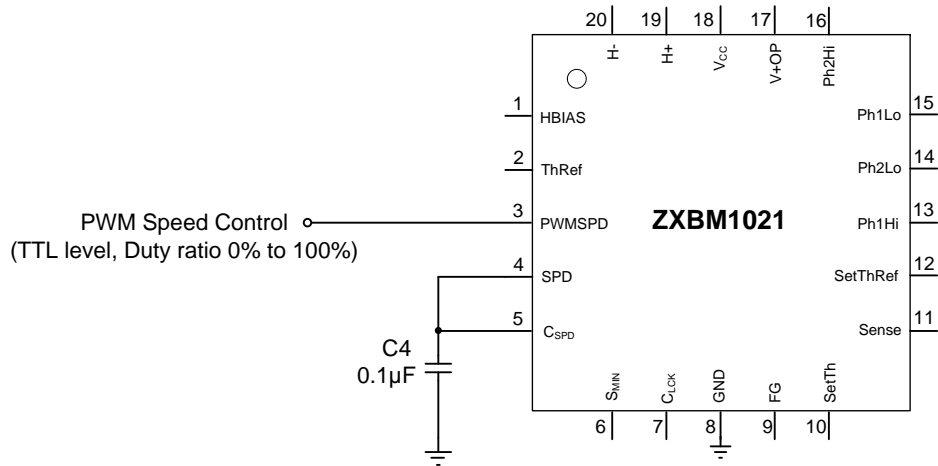 20 19 18 17 16
H- H+ VCC V+OP Ph2Hi
1 HBIAS
2 ThRef
PWM Speed Control 3 PWMSPD
(TTL level, Duty ratio 0% to 100%)
4 SPD
5 CSPD
C4
0.1µF
ZXBM1021
Ph1Lo 15
Ph2Lo 14
Ph1Hi 13
SetThRef 12
Sense 11
SMIN CLCK GND FG SetTh
6 7 8 9 10